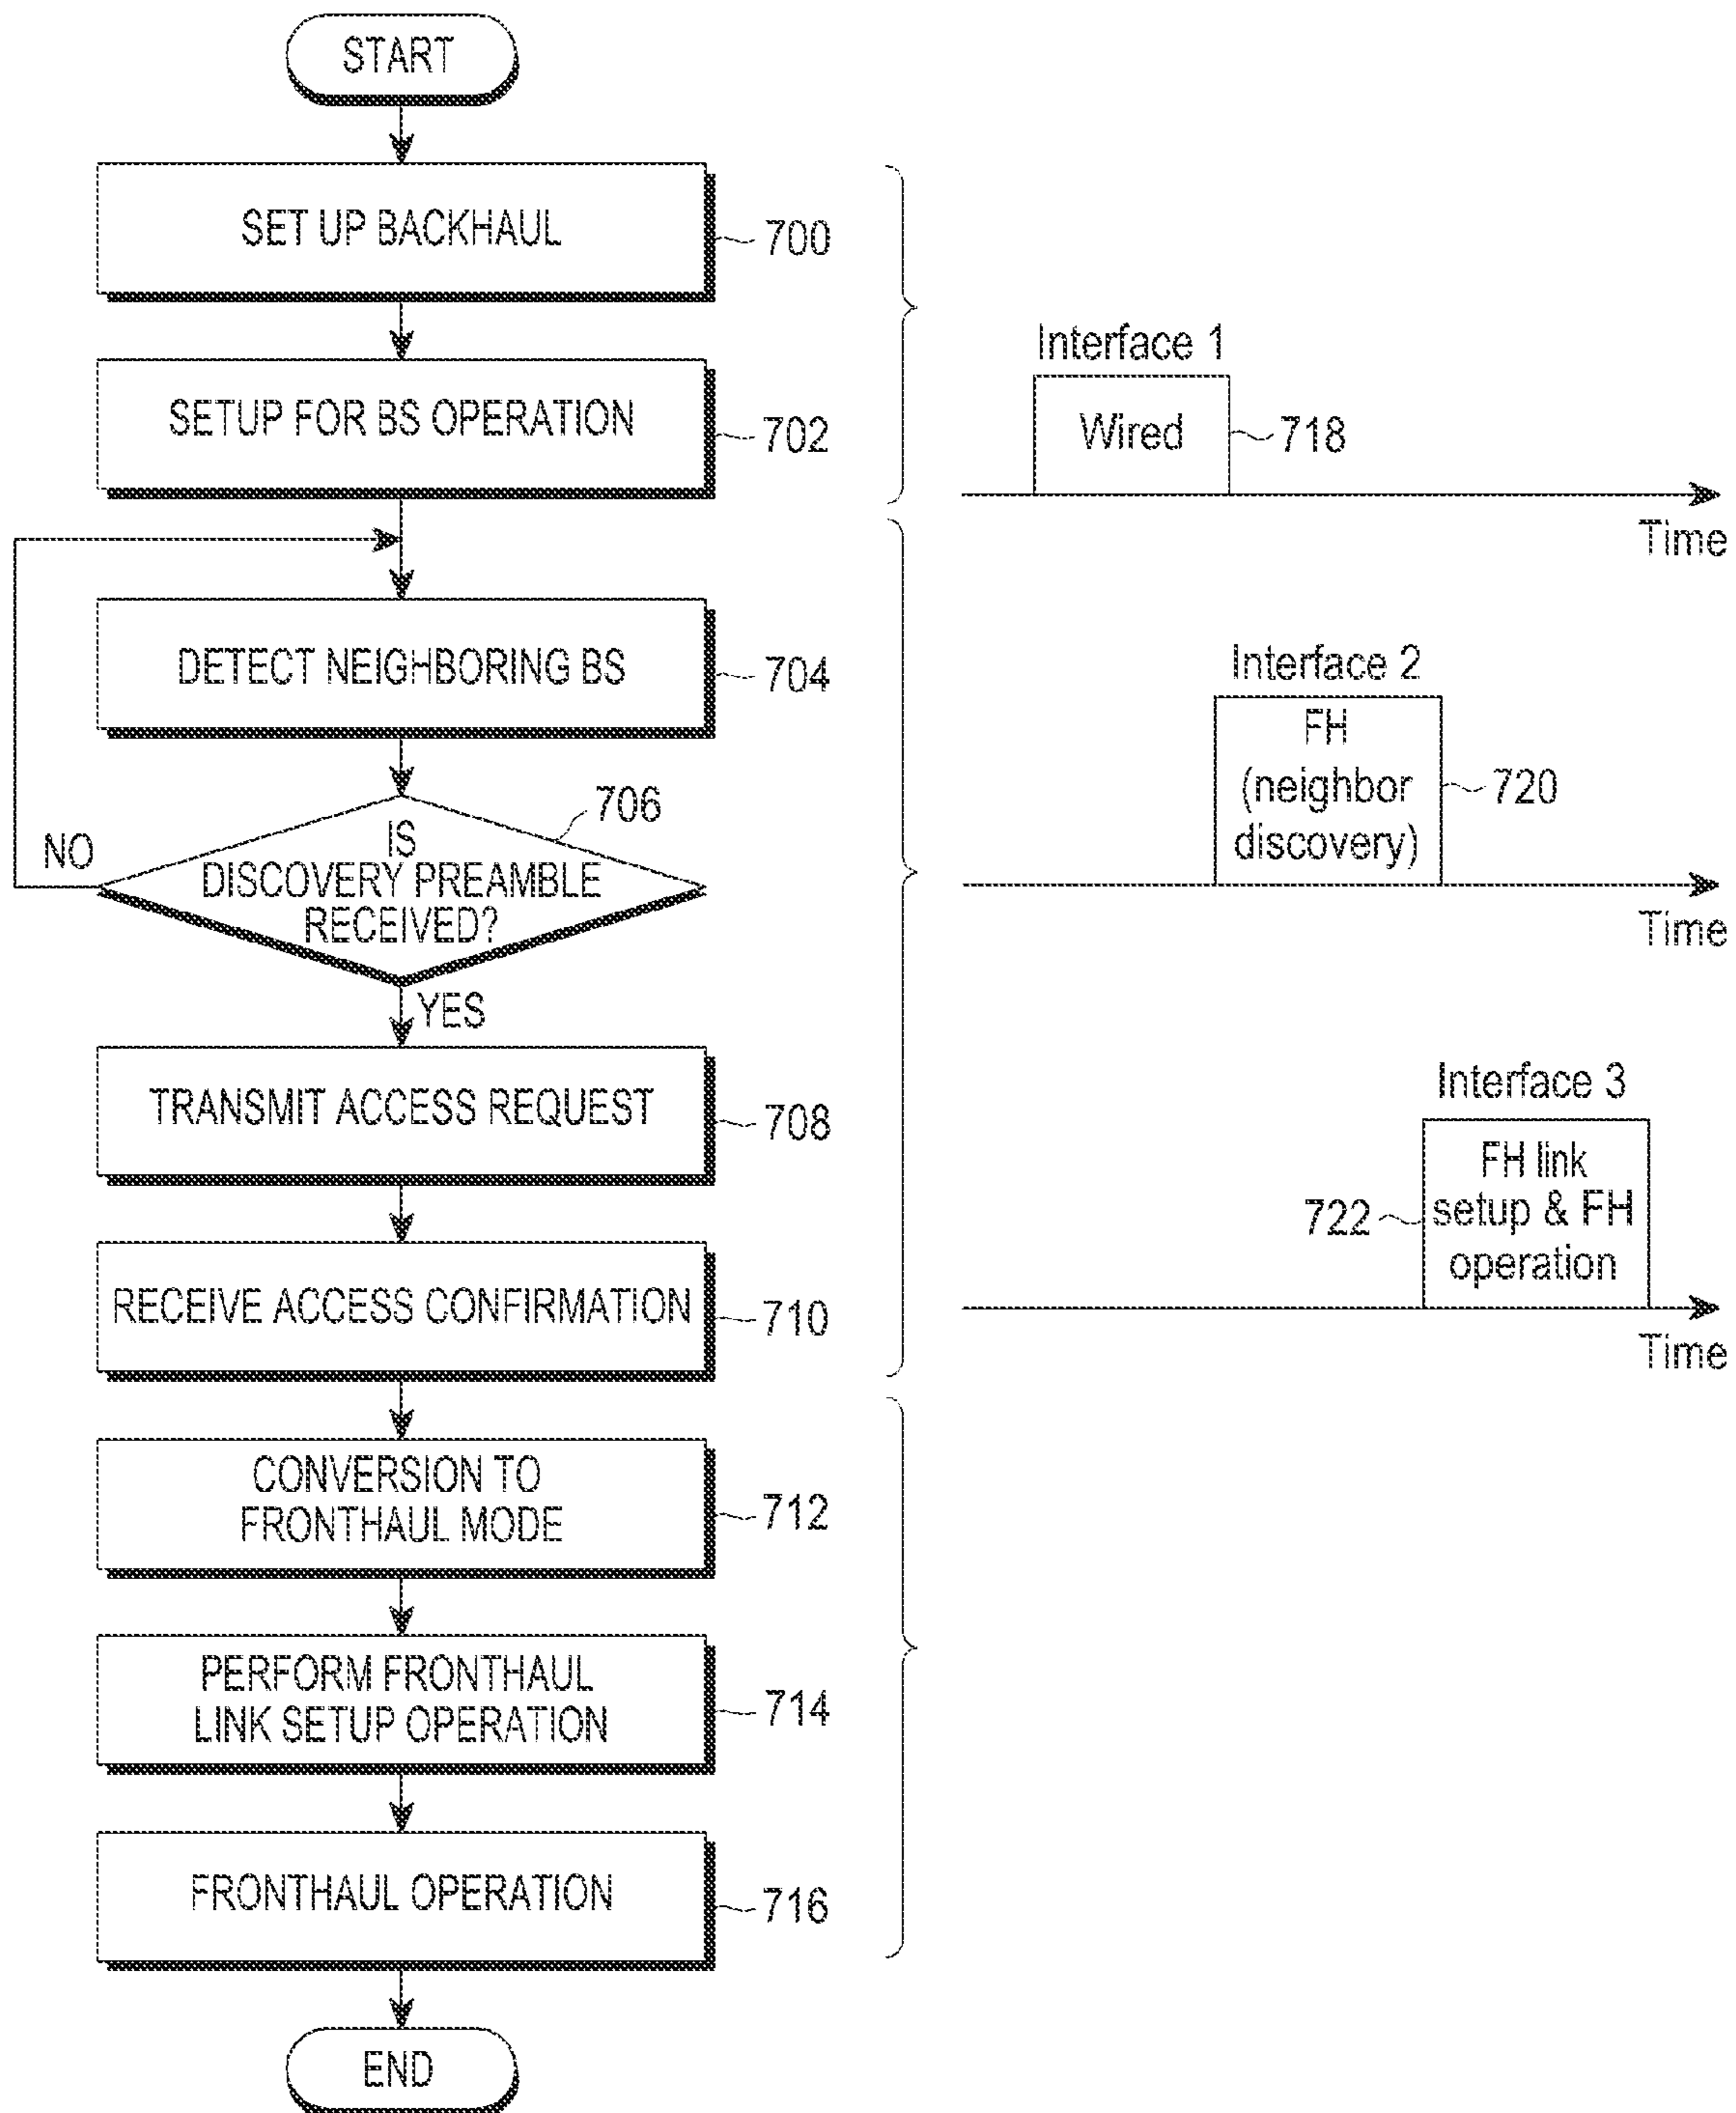 START
SET UP BACKHAUL
700
SETUP FOR BS OPERATION
702
DETECT NEIGHBORING BS
704
706
NO
IS
DISCOVERY PREAMBLE
RECEIVED?
YES
TRANSMIT ACCESS REQUEST
708
RECEIVE ACCESS CONFIRMATION
710
CONVERSION TO
FRONTHAUL MODE
712
PERFORM FRONTHAUL
LINK SETUP OPERATION
714
FRONTHAUL OPERATION
716
END
Interface 1
Wired
718
Time
Interface 2
FH
(neighbor
discovery)
720
Time
Interface 3
FH link
setup & FH
operation
722
Time